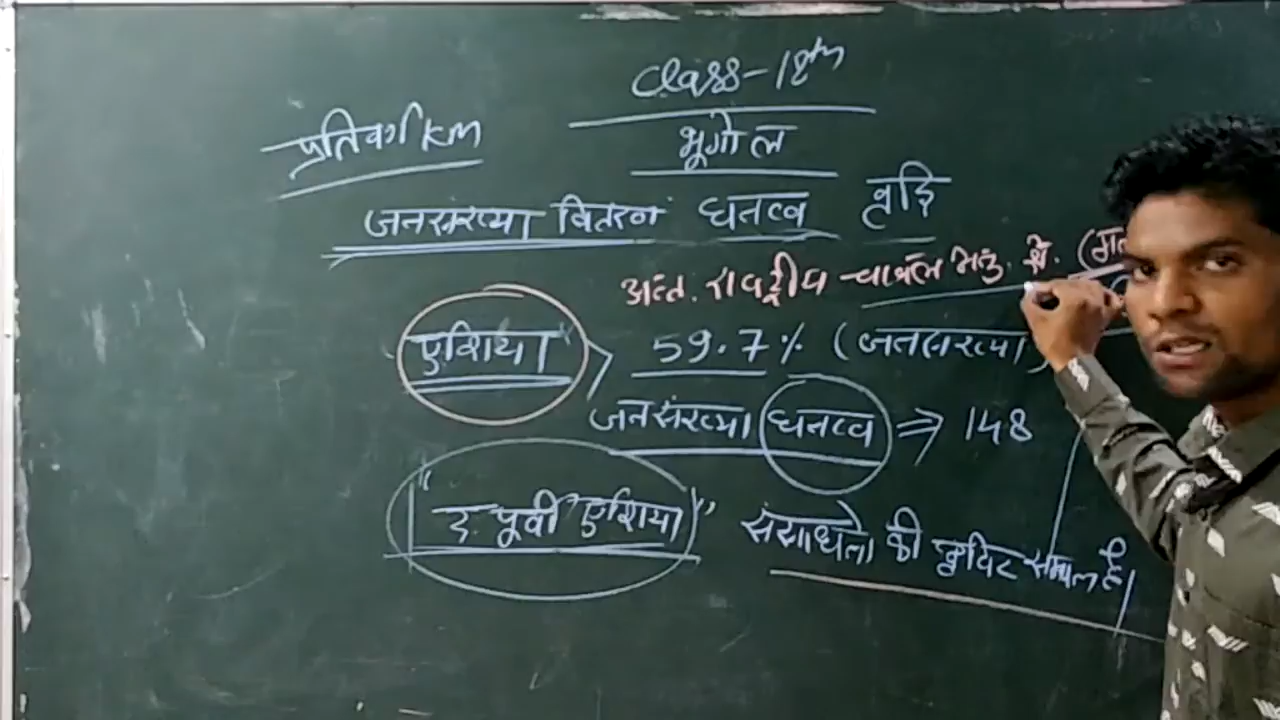 Class-12th
प्रतिवर्ग KM
भूगोल
जनसंख्या वितरण घनत्व वृद्धि
अन्त. राष्ट्रीय चावल अनु. के. (
एशिया 59.7% (जनसंख्या)
जनसंख्या घनत्व ⇒ 148
"द. पूर्वी एशिया" संसाधनो की दृष्टि सम्पन्न है